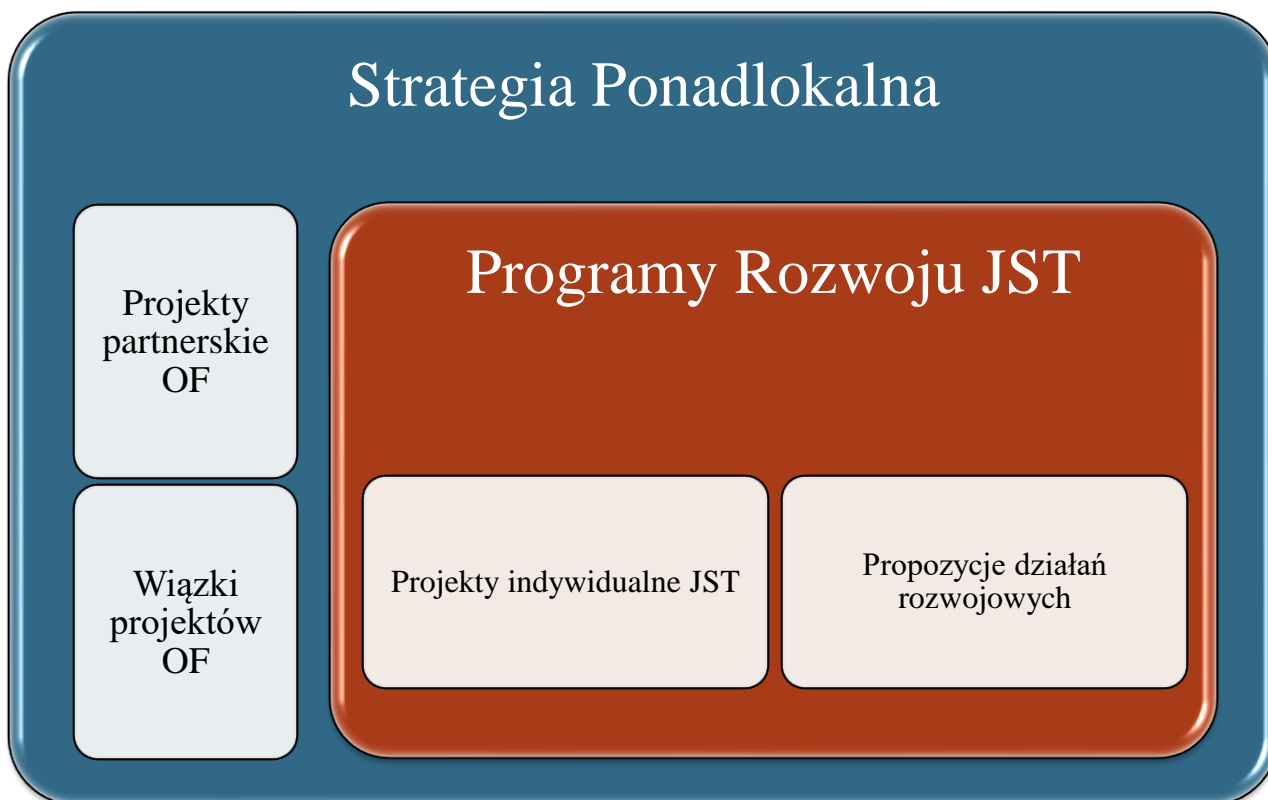 Strategia Ponadlokalna
Projekty
partnerskie
OF
Wiązki
projektów
OF
Programy Rozwoju JST
Projekty indywidualne JST
Propozycje działań
rozwojowych